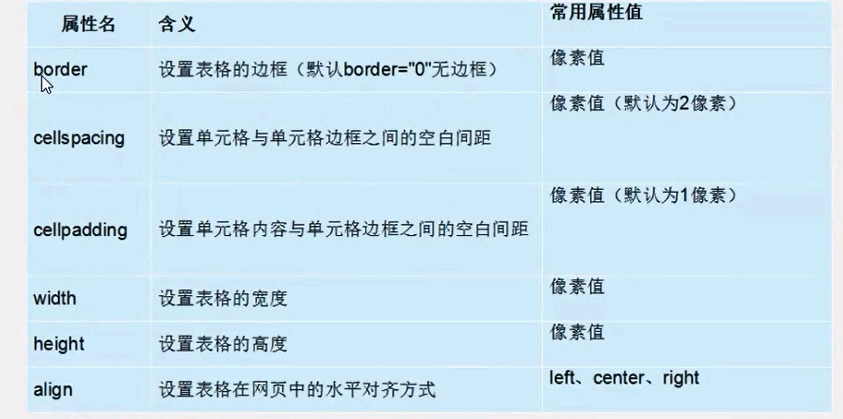 属性名 含义 常用属性值
border 设置表格的边框（默认border="0"无边框） 像素值
cellspacing 设置单元格与单元格边框之间的空白间距 像素值（默认为2像素）
cellpadding 设置单元格内容与单元格边框之间的空白间距 像素值（默认为1像素）
width 设置表格的宽度 像素值
height 设置表格的高度 像素值
align 设置表格在网页中的水平对齐方式 left、center、right